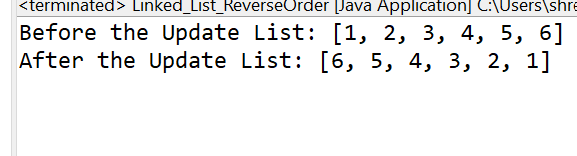 <terminated> Linked_List_ReverseOrder [Java Application] C:\Users\shre
Before the Update List: [1, 2, 3, 4, 5, 6]
After the Update List: [6, 5, 4, 3, 2, 1]